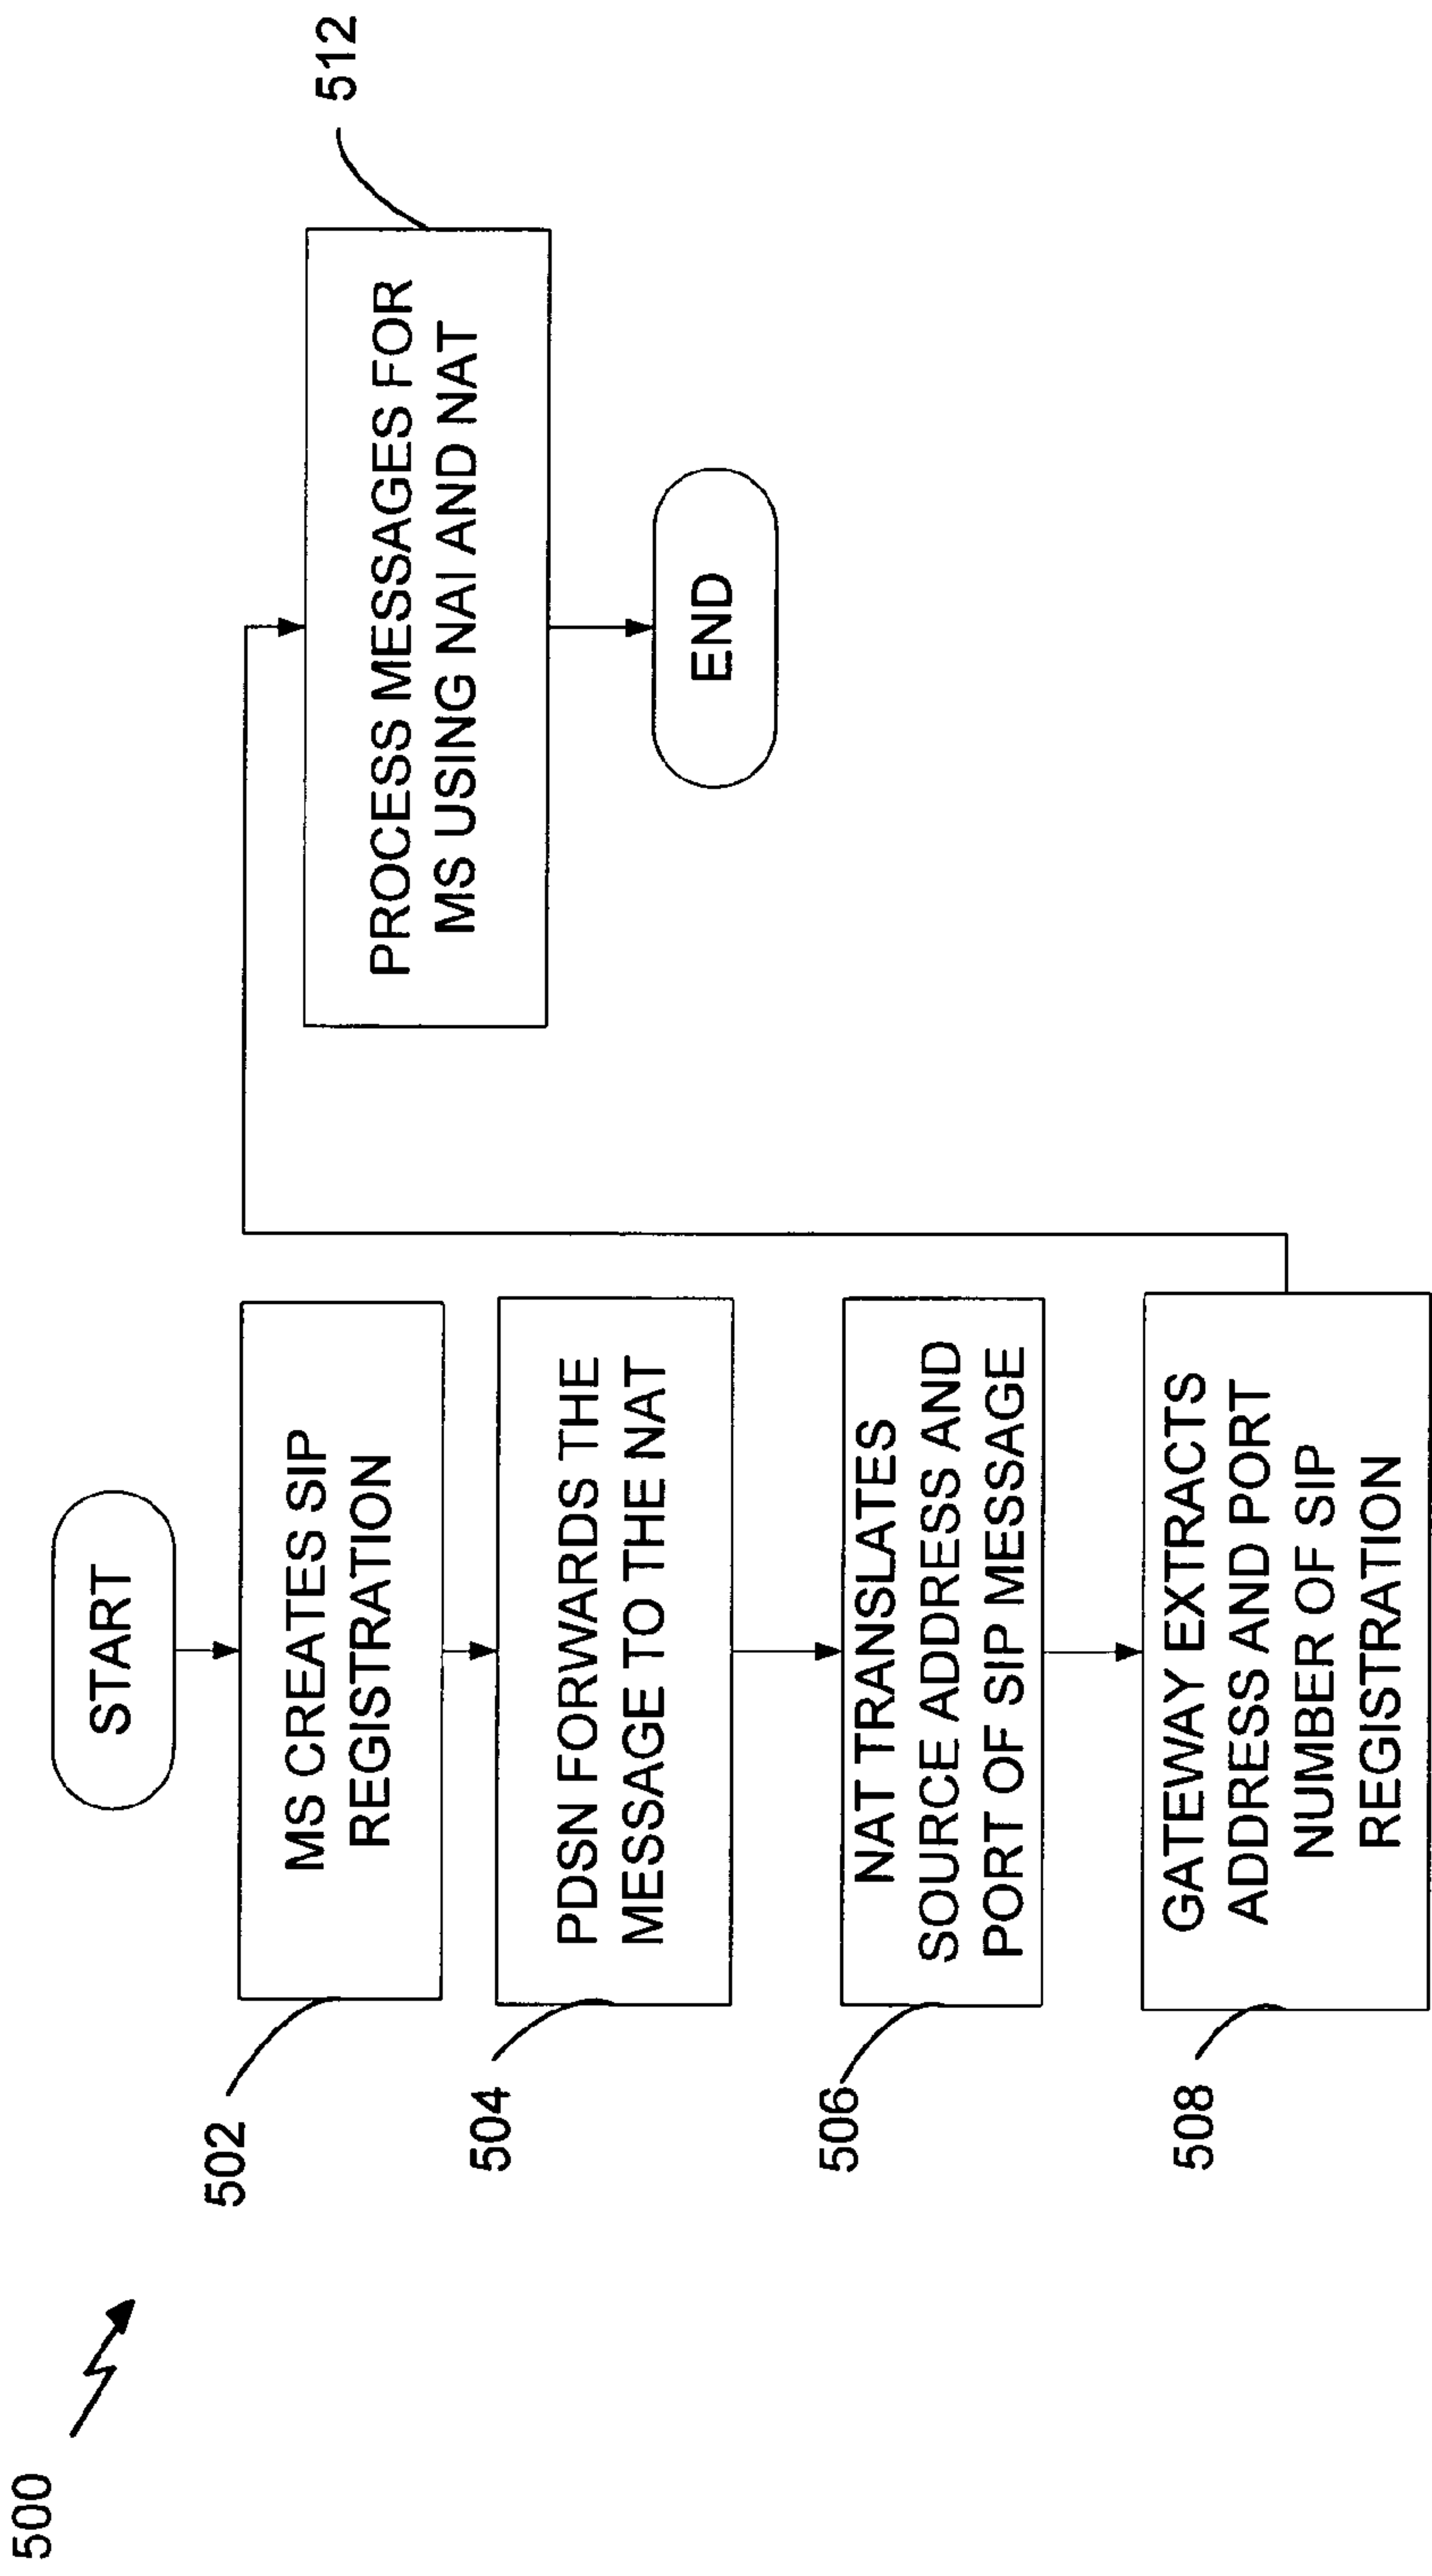 500
START
502
MS CREATES SIP
REGISTRATION
504
PDSN FORWARDS THE
MESSAGE TO THE NAT
506
NAT TRANSLATES
SOURCE ADDRESS AND
PORT OF SIP MESSAGE
508
GATEWAY EXTRACTS
ADDRESS AND PORT
NUMBER OF SIP
REGISTRATION
512
PROCESS MESSAGES FOR
MS USING NAI AND NAT
END